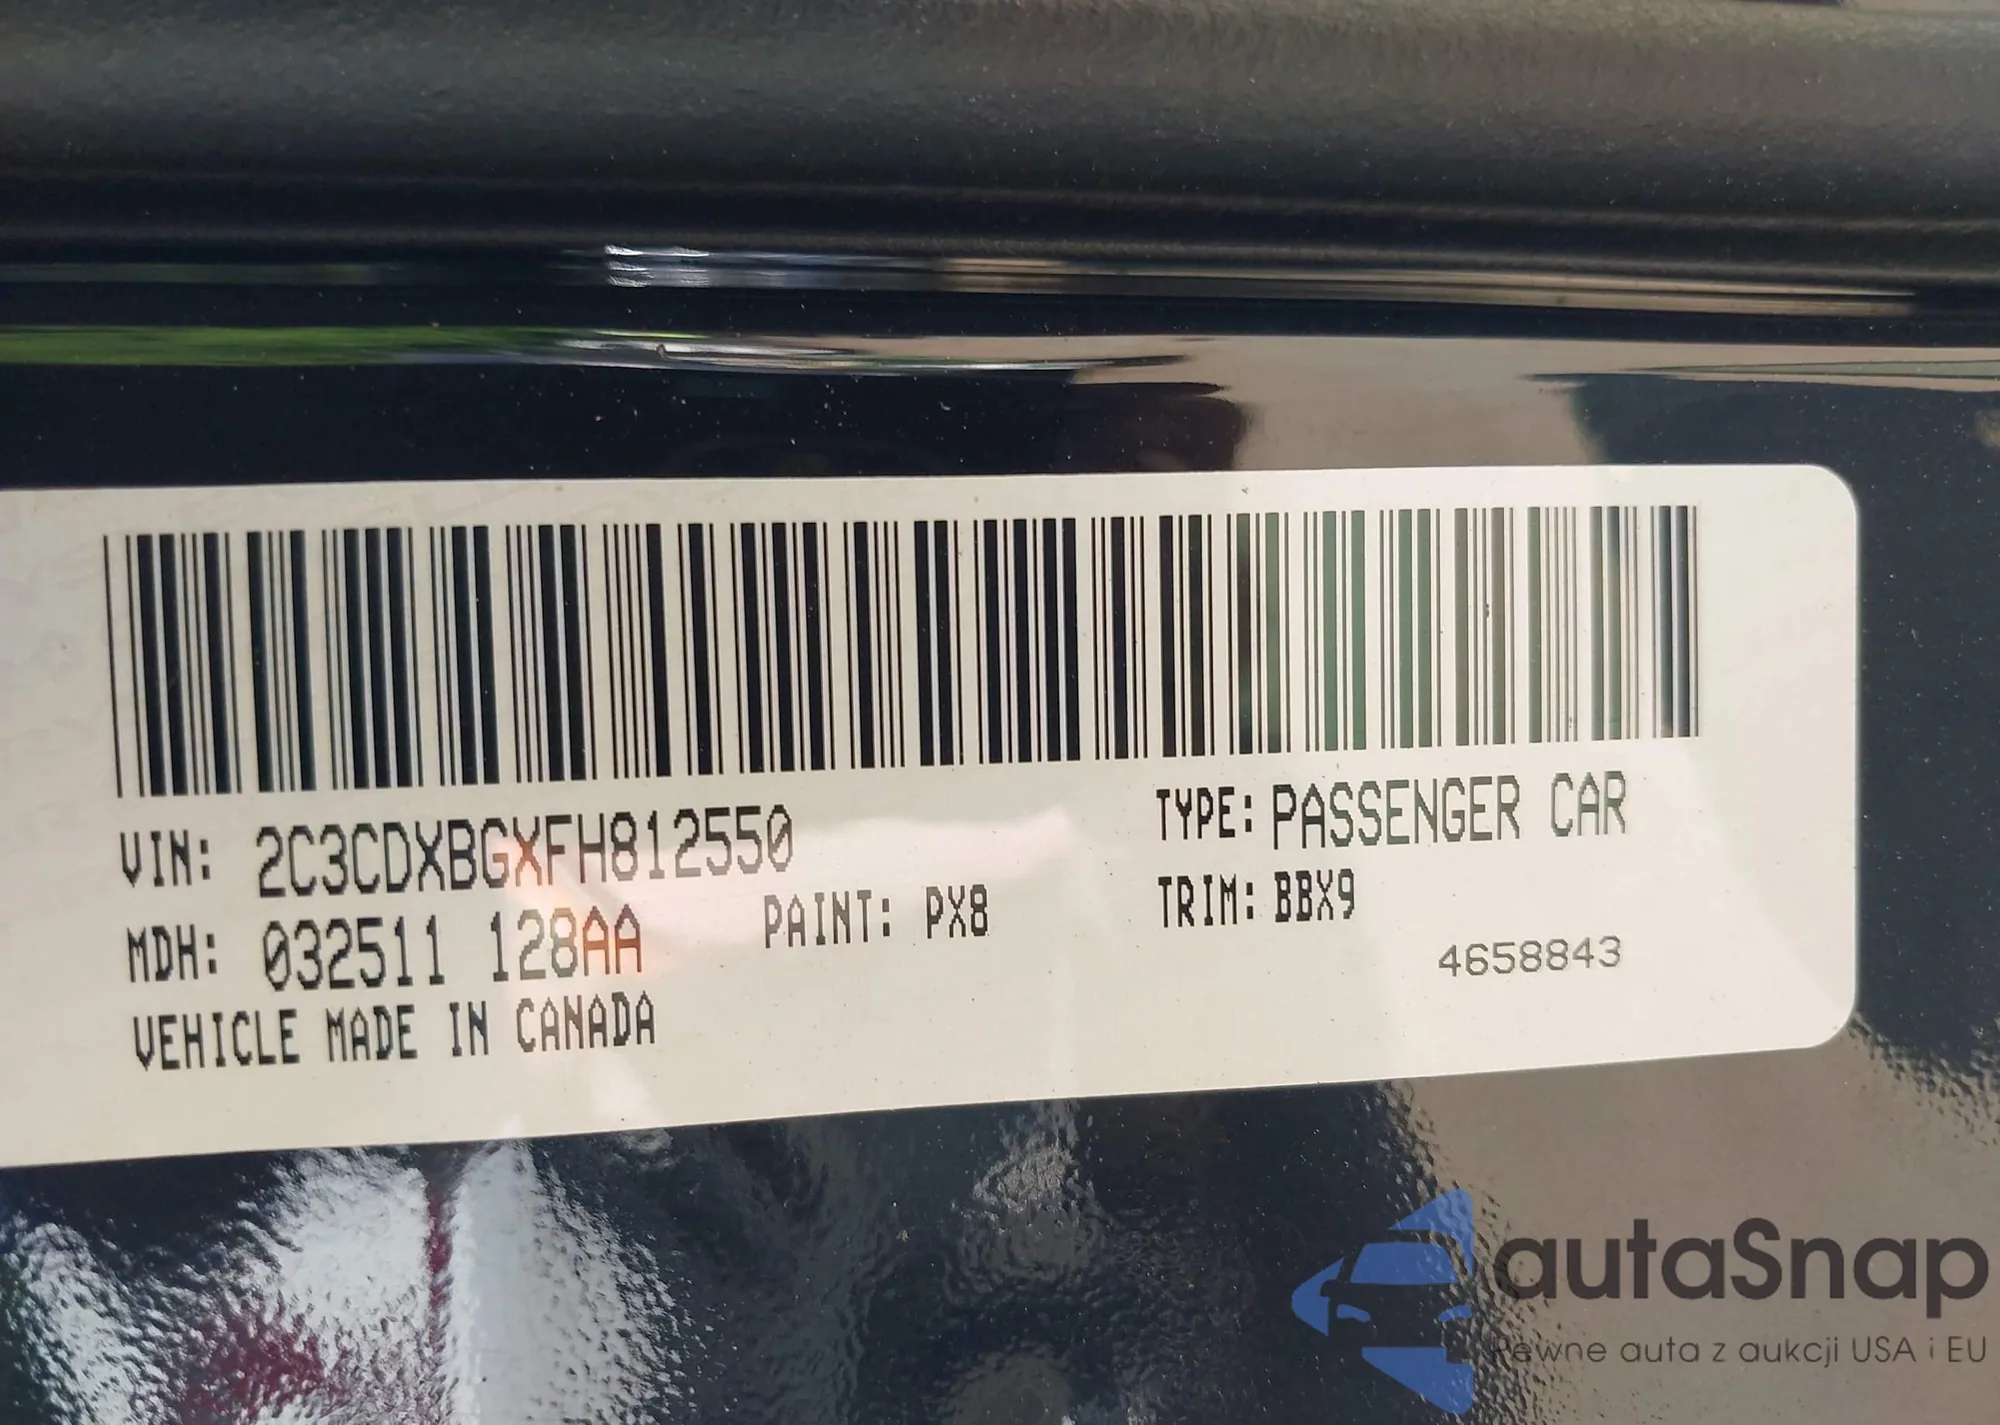 VIN: 2C3CDXBGXFH812550
TYPE: PASSENGER CAR
MDH: 032511 128AA
PAINT: PX8
TRIM: BBX9
4658843
VEHICLE MADE IN CANADA
autaSnap
Pewne auta z aukcji USA i EU